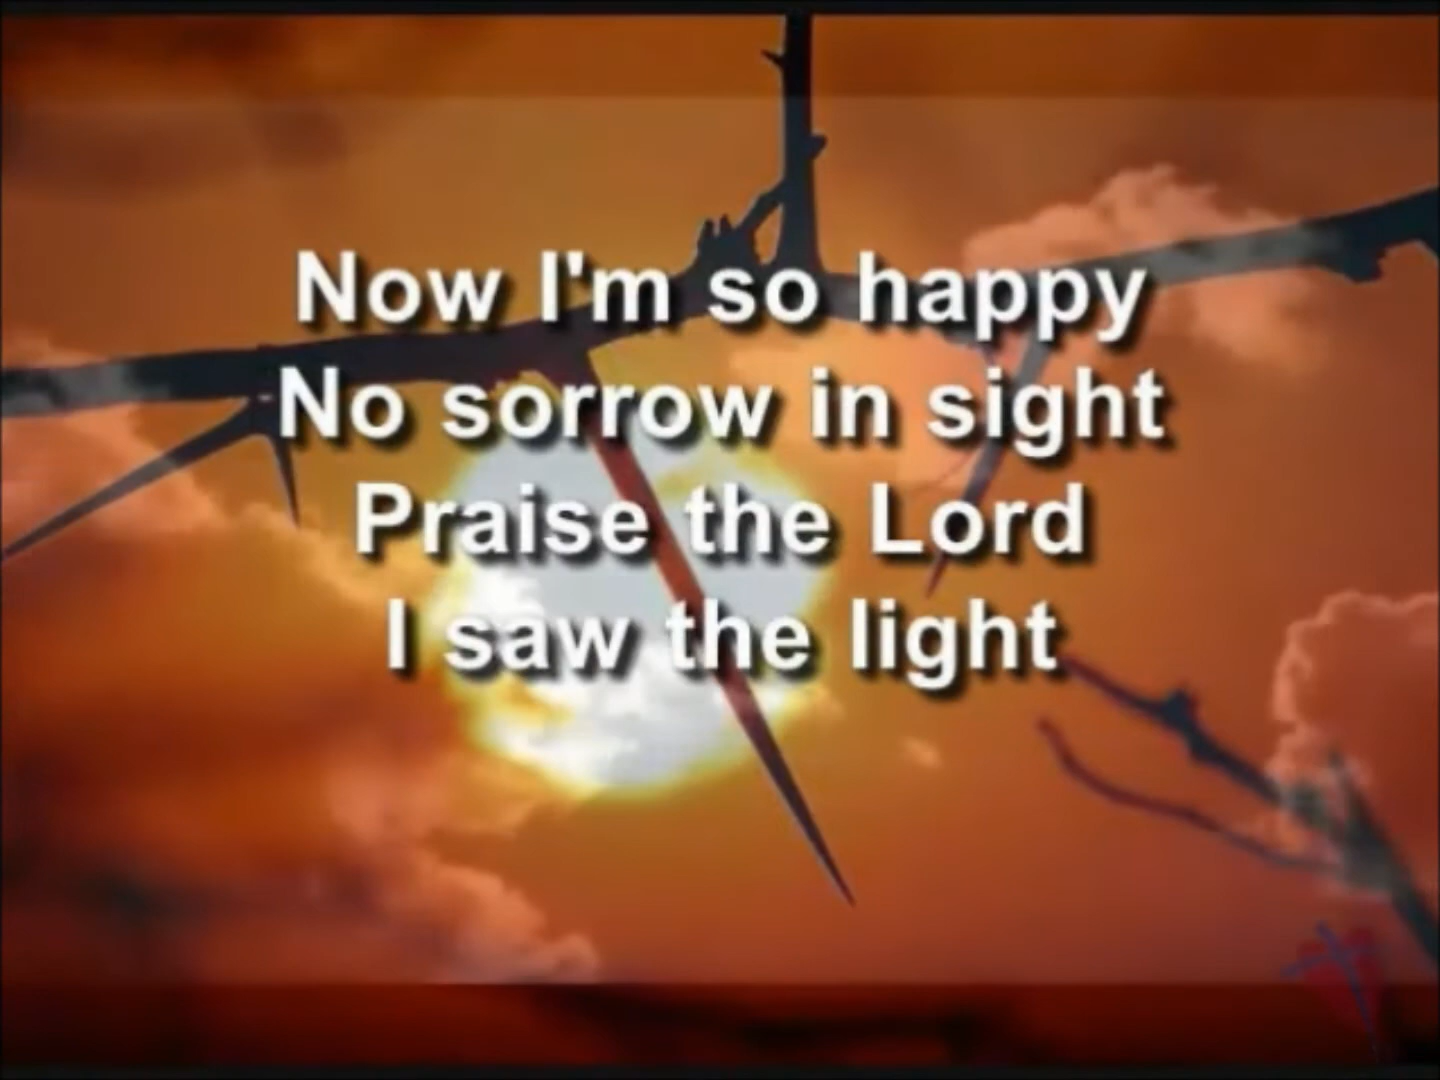 Now I'm so happy
No sorrow in sight
Praise the Lord
I saw the light